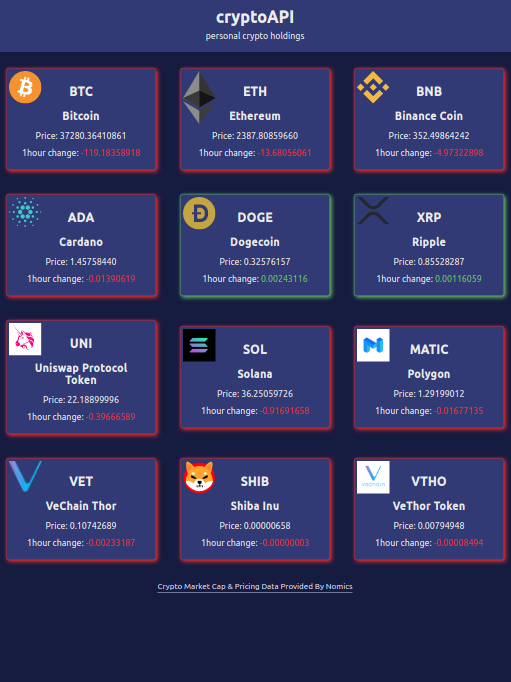 cryptoAPI
personal crypto holdings
BTC
Bitcoin
Price: 37280.36410861
1hour change: -119.18358918
ETH
Ethereum
Price: 2387.80859660
1hour change: -13.68056061
BNB
Binance Coin
Price: 352.49864242
1hour change: -4.97322898
ADA
Cardano
Price: 1.45758440
1hour change: -0.01390619
DOGE
Dogecoin
Price: 0.32576157
1hour change: 0.00243116
XRP
Ripple
Price: 0.85528287
1hour change: 0.00116059
UNI
Uniswap Protocol
Token
Price: 22.18899996
1hour change: -0.39666589
SOL
Solana
Price: 36.25059726
1hour change: -0.91691658
MATIC
Polygon
Price: 1.29199012
1hour change: -0.01677135
VET
VeChain Thor
Price: 0.10742689
1hour change: -0.00233187
SHIB
Shiba Inu
Price: 0.00000658
1hour change: -0.00000003
VTHO
VeThor Token
Price: 0.00794948
1hour change: -0.00008494
Crypto Market Cap & Pricing Data Provided By Nomics